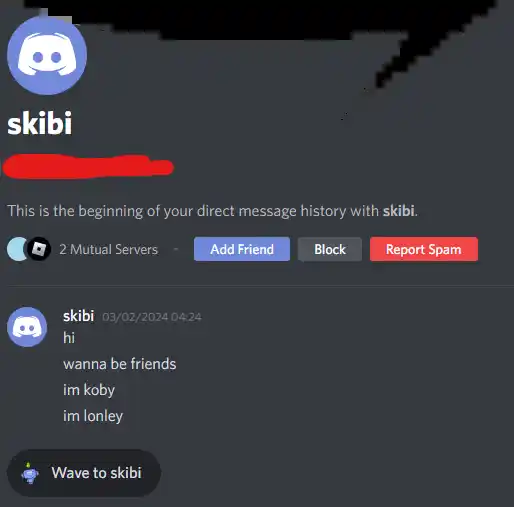 skibi
This is the beginning of your direct message history with skibi.
2 Mutual Servers Add Friend Block Report Spam
skibi 03/02/2024 04:24
hi
wanna be friends
im koby
im lonley
Wave to skibi